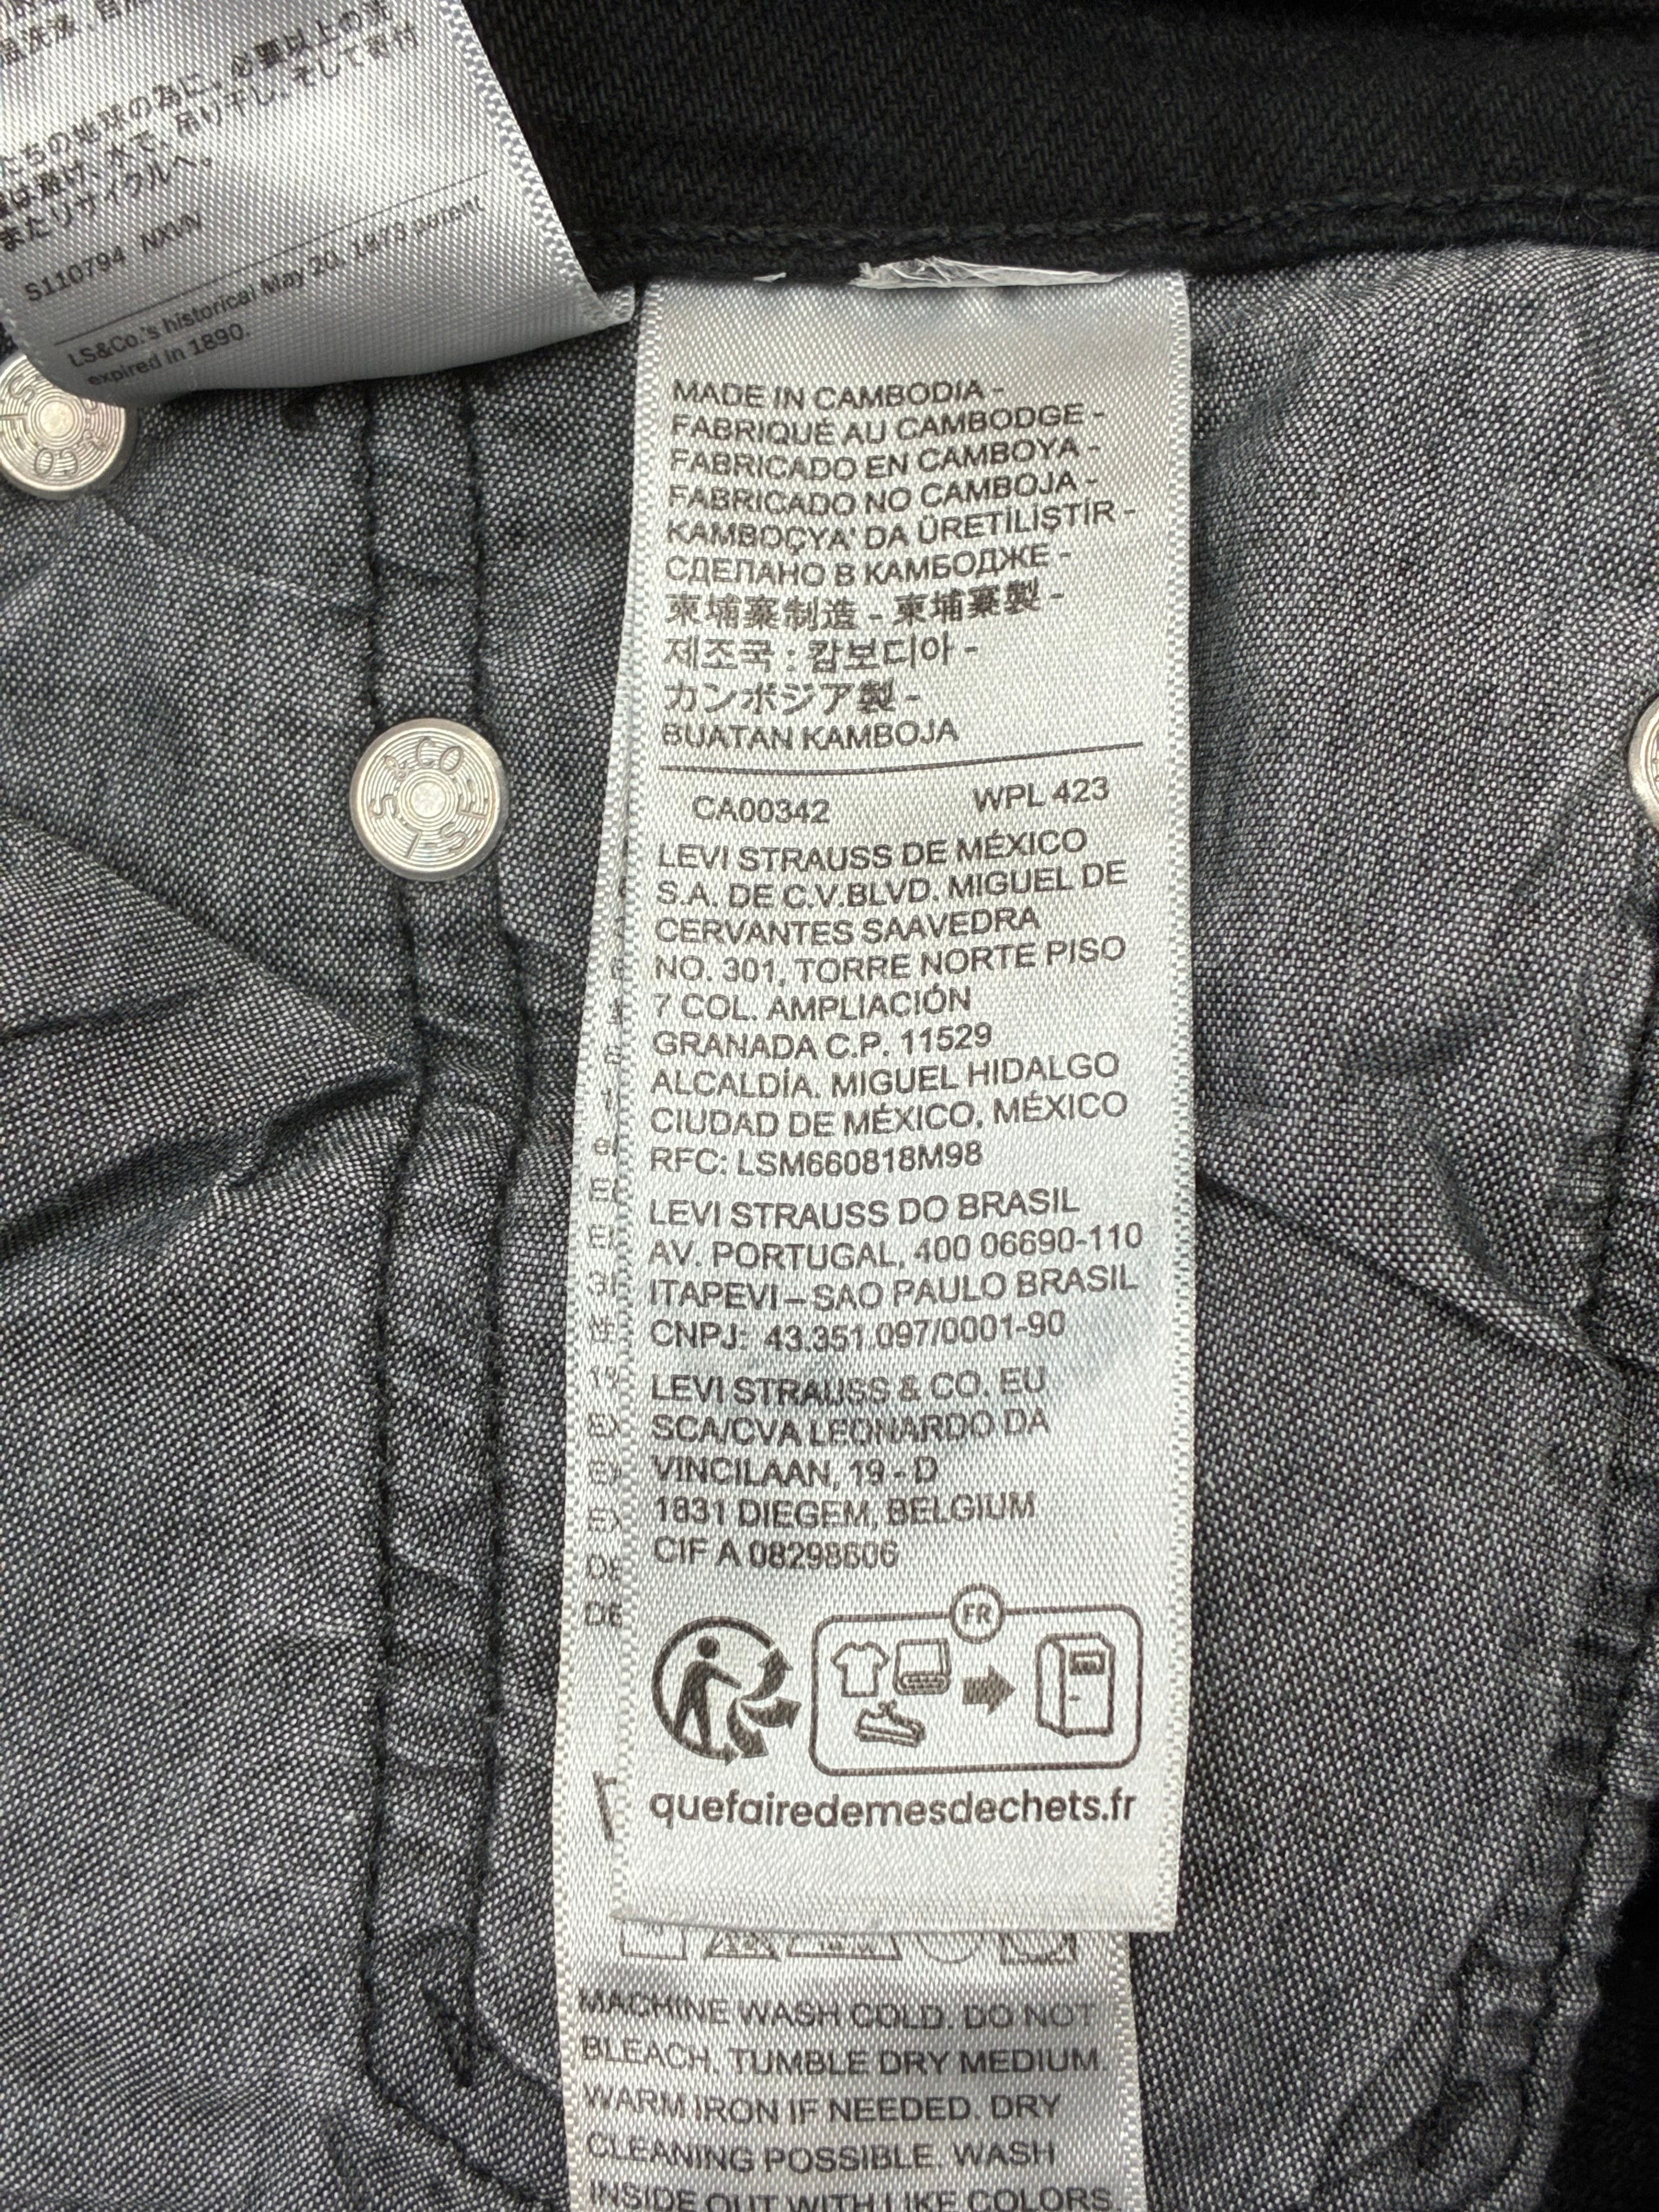 必要以上の洗
ちの地球の為に、
は避け、水で、吊り干し、そして寄付
またリサイクルへ。
S110794 NXVN
LS&Co.'s historical May 20, 1873 patent
expired in 1890.
MADE IN CAMBODIA -
FABRIQUÉ AU CAMBODGE -
FABRICADO EN CAMBOYA -
FABRICADO NO CAMBOJA -
KAMBOÇYA' DA ÜRETİLİŞTİR -
СДЕЛАНО В КАМБОДЖЕ -
柬埔寨制造 - 柬埔寨製 -
제조국 : 캄보디아 -
カンボジア製 -
BUATAN KAMBOJA
CA00342 WPL 423
LEVI STRAUSS DE MÉXICO
S.A. DE C.V.BLVD. MIGUEL DE
CERVANTES SAAVEDRA
NO. 301, TORRE NORTE PISO
7 COL. AMPLIACIÓN
GRANADA C.P. 11529
ALCALDÍA. MIGUEL HIDALGO
CIUDAD DE MÉXICO, MÉXICO
RFC: LSM660818M98
LEVI STRAUSS DO BRASIL
AV. PORTUGAL, 400 06690-110
ITAPEVI – SAO PAULO BRASIL
CNPJ: 43.351.097/0001-90
LEVI STRAUSS & CO. EU
SCA/CVA LEONARDO DA
VINCILAAN, 19 - D
1831 DIEGEM, BELGIUM
CIF A 08298606
FR
quefairedemesdechets.fr
MACHINE WASH COLD. DO NOT
BLEACH. TUMBLE DRY MEDIUM.
WARM IRON IF NEEDED. DRY
CLEANING POSSIBLE. WASH
INSIDE OUT WITH LIKE COLORS.
L.S. & CO